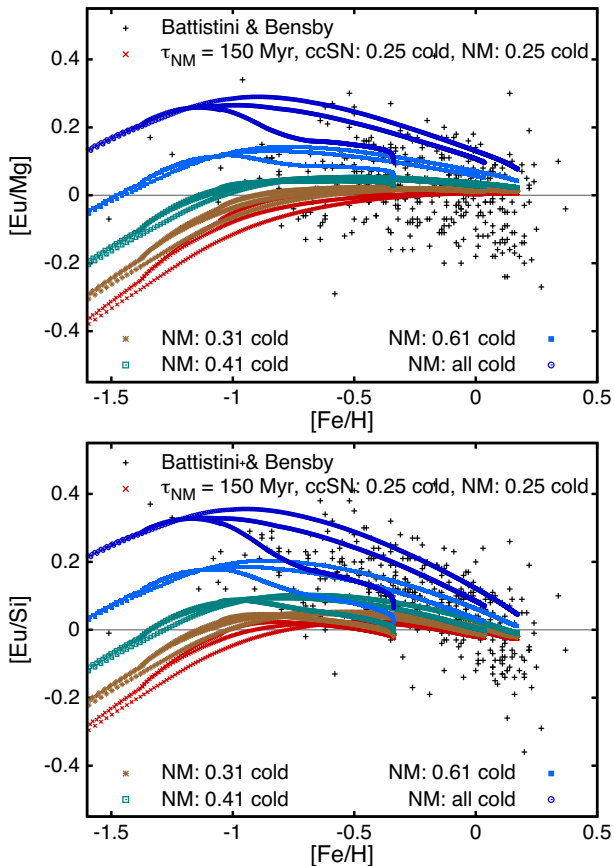 Battistini & Bensby
τNM = 150 Myr, ccSN: 0.25 cold, NM: 0.25 cold
0.4
0.2
0
-0.2
-0.4
[Eu/Mg]
NM: 0.31 cold
NM: 0.41 cold
NM: 0.61 cold
NM: all cold
-1.5 -1 -0.5 0 0.5
[Fe/H]
Battistini & Bensby
τNM = 150 Myr, ccSN: 0.25 cold, NM: 0.25 cold
0.4
0.2
0
-0.2
-0.4
[Eu/Si]
NM: 0.31 cold
NM: 0.41 cold
NM: 0.61 cold
NM: all cold
-1.5 -1 -0.5 0 0.5
[Fe/H]